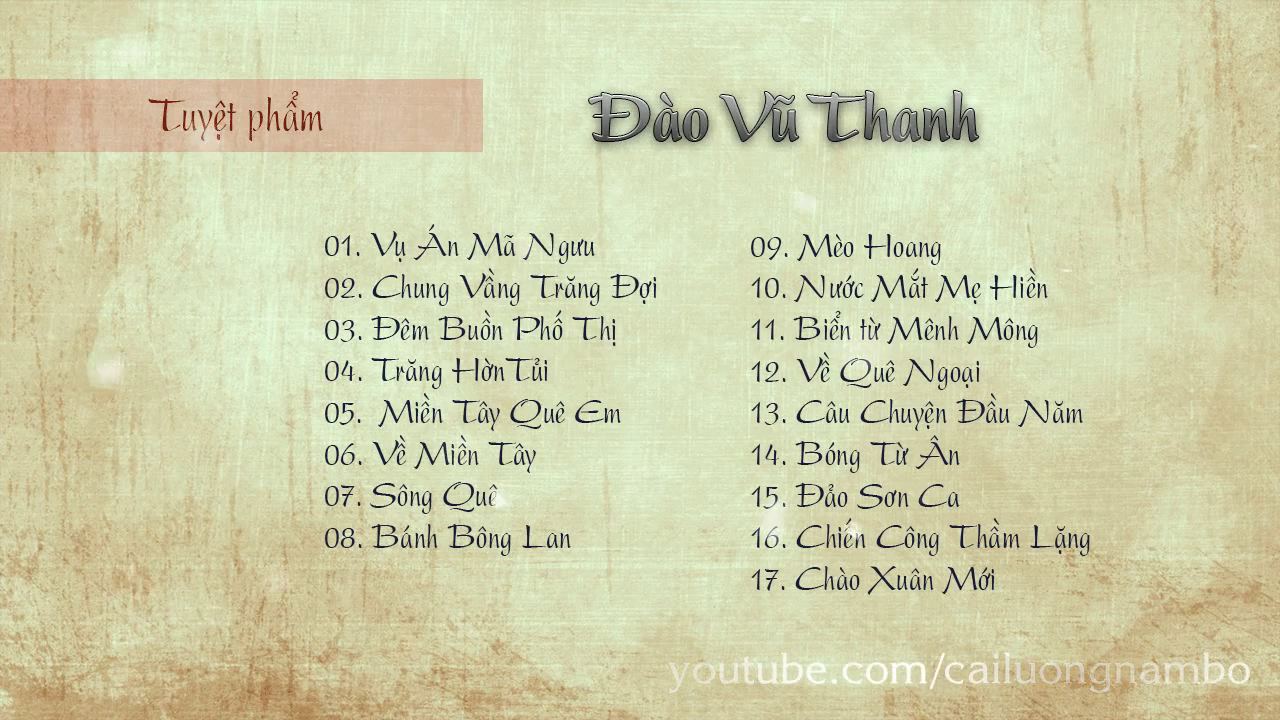 Tuyệt phẩm
Đào Vũ Thanh
01. Vụ Án Mã Ngưu
02. Chung Vầng Trăng Đợi
03. Đêm Buồn Phố Thị
04. Trăng HờnTủi
05. Miền Tây Quê Em
06. Về Miền Tây
07. Sông Quê
08. Bánh Bông Lan
09. Mèo Hoang
10. Nước Mắt Mẹ Hiền
11. Biển từ Mênh Mông
12. Về Quê Ngoại
13. Câu Chuyện Đầu Năm
14. Bóng Từ Ân
15. Đảo Sơn Ca
16. Chiến Công Thầm Lặng
17. Chào Xuân Mới
youtube.com/cailuongnambo